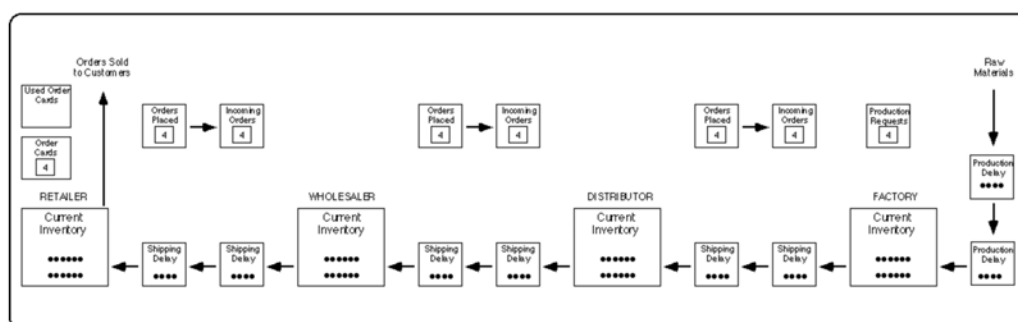 Orders Sold
to Customers
Raw
Materials
Used Order
Cards
Orders
Placed
4
Incoming
Orders
4
Orders
Placed
4
Incoming
Orders
4
Orders
Placed
4
Incoming
Orders
4
Production
Requests
4
Order
Cards
4
Production
Delay
RETAILER
WHOLESALER
DISTRIBUTOR
FACTORY
Current
Inventory
Shipping
Delay
Shipping
Delay
Current
Inventory
Shipping
Delay
Shipping
Delay
Current
Inventory
Shipping
Delay
Shipping
Delay
Current
Inventory
Production
Delay